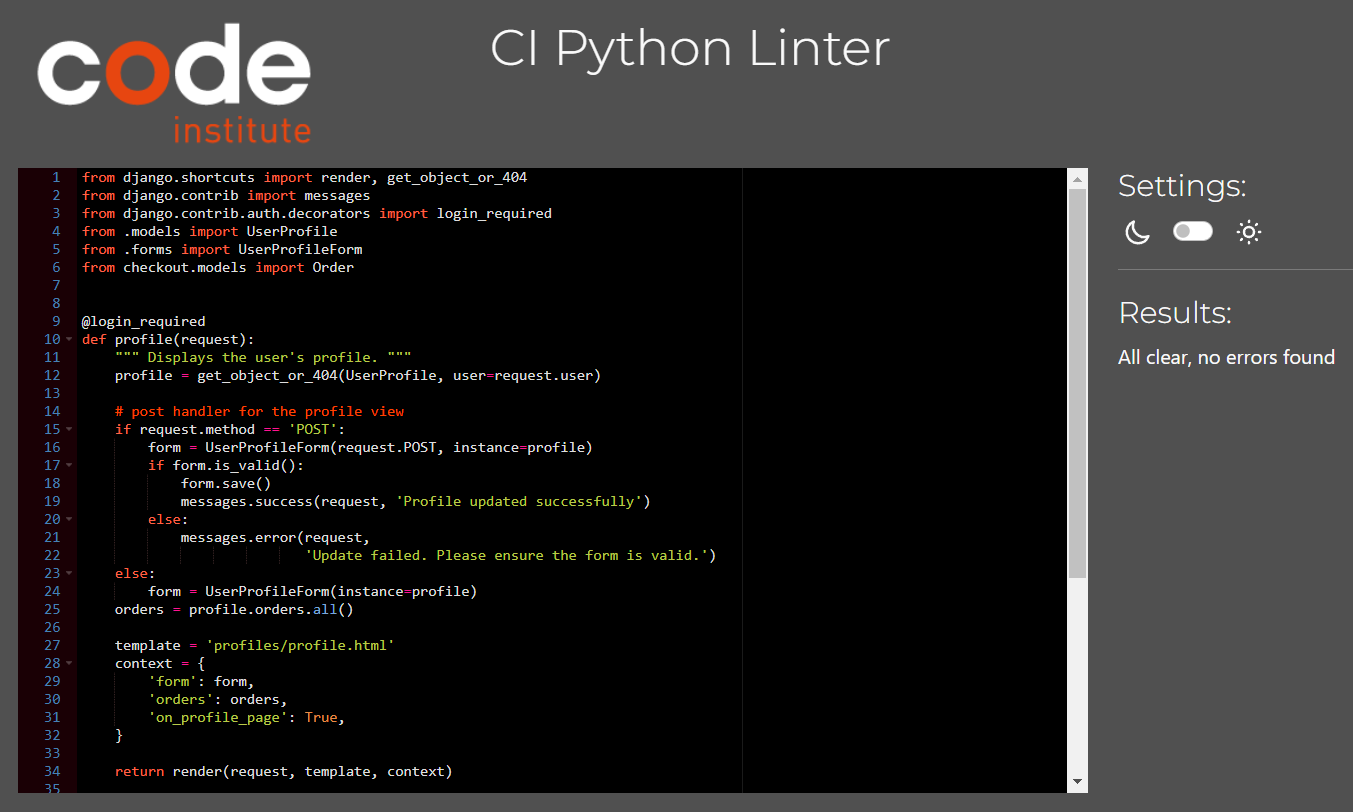 code
institute
CI Python Linter
1 from django.shortcuts import render, get_object_or_404
2 from django.contrib import messages
3 from django.contrib.auth.decorators import login_required
4 from .models import UserProfile
5 from .forms import UserProfileForm
6 from checkout.models import Order
7
8
9 @login_required
10 def profile(request):
11     """ Displays the user's profile. """
12     profile = get_object_or_404(UserProfile, user=request.user)
13
14     # post handler for the profile view
15     if request.method == 'POST':
16         form = UserProfileForm(request.POST, instance=profile)
17         if form.is_valid():
18             form.save()
19             messages.success(request, 'Profile updated successfully')
20         else:
21             messages.error(request,
22                            'Update failed. Please ensure the form is valid.')
23     else:
24         form = UserProfileForm(instance=profile)
25     orders = profile.orders.all()
26
27     template = 'profiles/profile.html'
28     context = {
29         'form': form,
30         'orders': orders,
31         'on_profile_page': True,
32     }
33
34     return render(request, template, context)
35
Settings:
Results:
All clear, no errors found